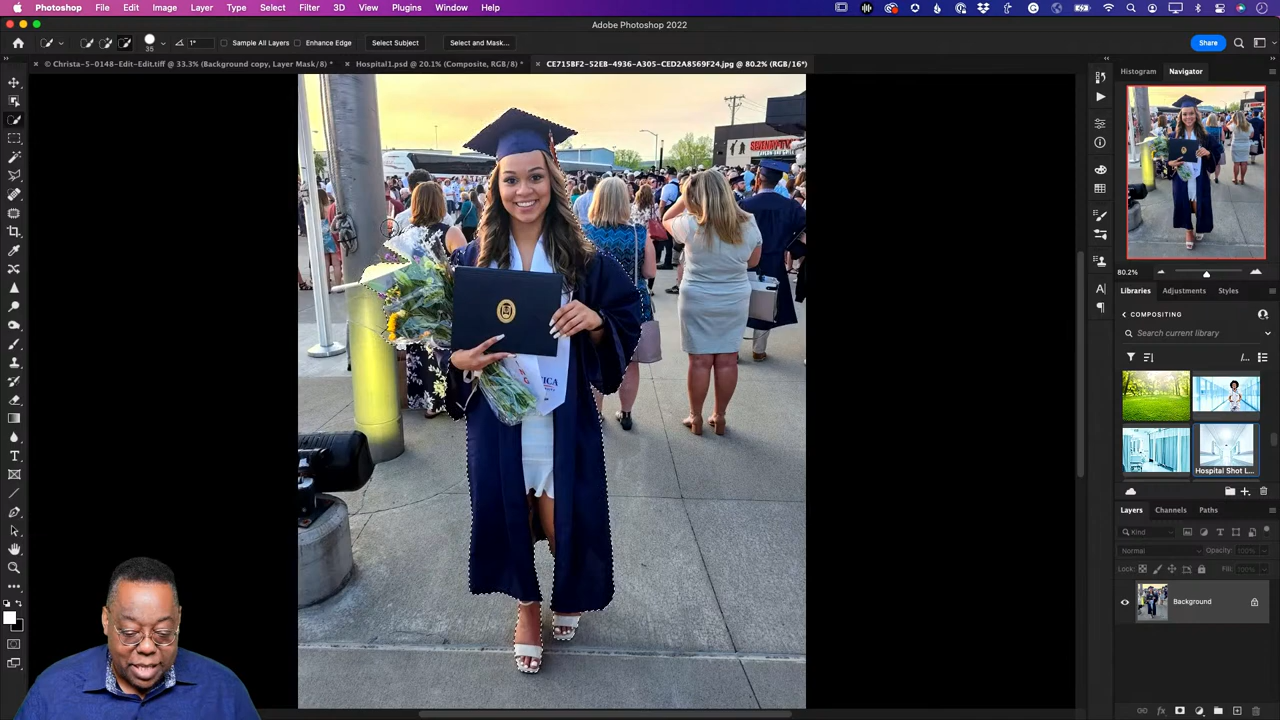 Photoshop File Edit Image Layer Type Select Filter 3D View Plugins Window Help
Adobe Photoshop 2022
35 1° Sample All Layers Enhance Edge Select Subject Select and Mask... Share
© Christa-5-0148-Edit-Edit.tiff @ 33.3% (Background copy, Layer Mask/8) * Hospital1.psd @ 20.1% (Composite, RGB/8) * CE715BF2-52EB-4936-A305-CED2A8569F24.jpg @ 80.2% (RGB/16*)
Histogram Navigator
80.2%
Libraries Adjustments Styles
COMPOSITING
Search current library
Hospital Shot L...
Layers Channels Paths
Kind
Normal Opacity: 100%
Lock: Fill: 100%
Background